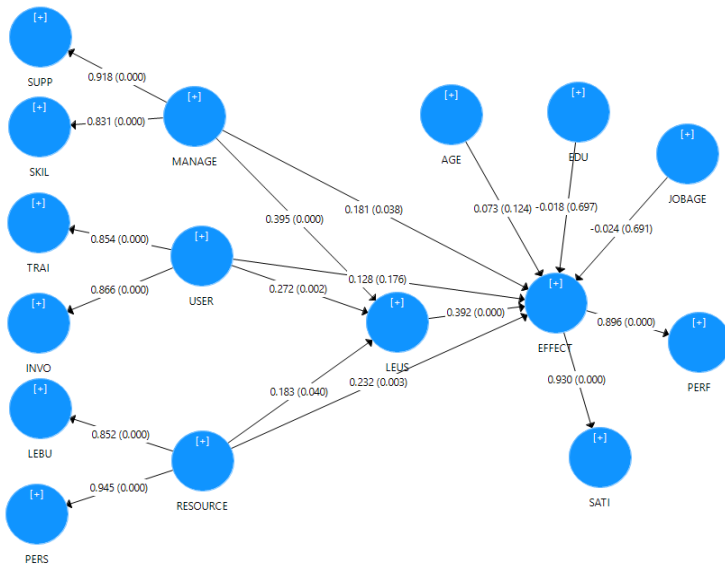 [+]
SUPP
0.918 (0.000)
[+]
SKIL
0.831 (0.000)
[+]
MANAGE
[+]
AGE
[+]
EDU
[+]
JOBAGE
0.395 (0.000)
0.181 (0.038)
0.073 (0.124)
-0.018 (0.697)
-0.024 (0.691)
[+]
TRAI
0.854 (0.000)
[+]
USER
0.866 (0.000)
0.128 (0.176)
0.272 (0.002)
[+]
INVO
[+]
LEUS
0.392 (0.000)
[+]
EFFECT
0.896 (0.000)
[+]
PERF
0.183 (0.040)
0.232 (0.003)
0.930 (0.000)
[+]
LEBU
0.852 (0.000)
[+]
RESOURCE
0.945 (0.000)
[+]
SATI
[+]
PERS